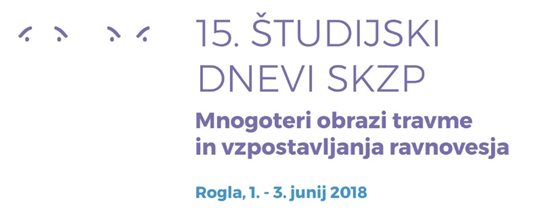 15. ŠTUDIJSKI
DNEVI SKZP
Mnogoteri obrazi travme
in vzpostavljanja ravnovesja
Rogla, 1. - 3. junij 2018